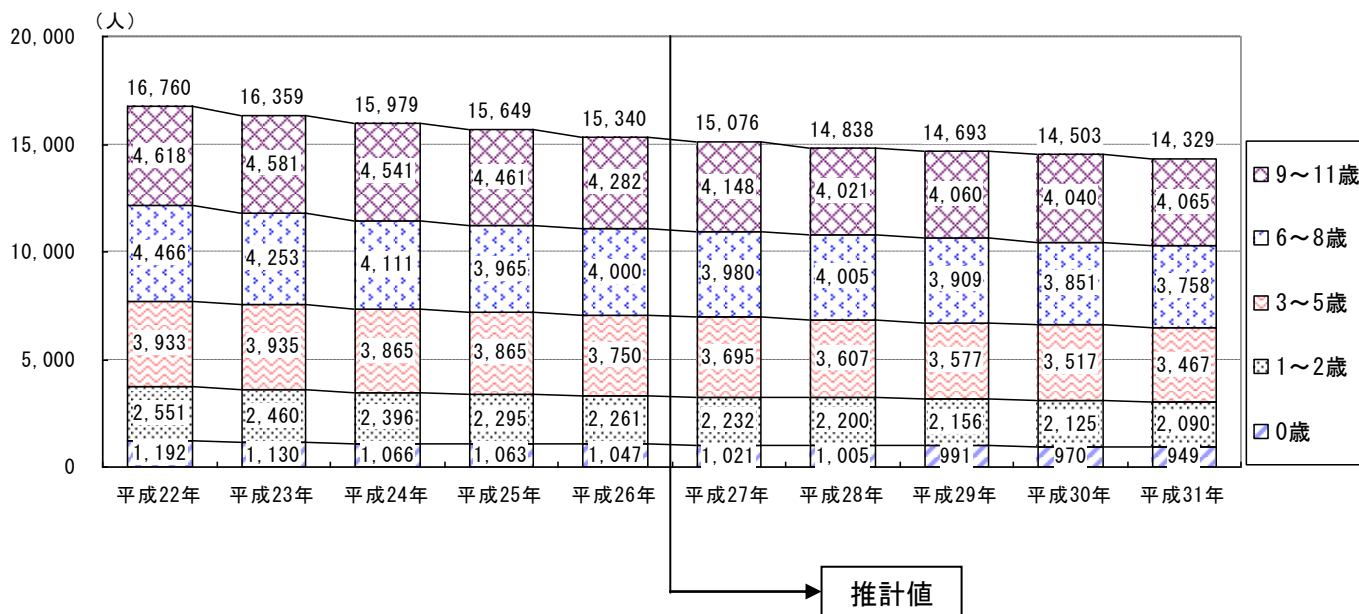 (人)
20,000
15,000
10,000
5,000
0
16,760 16,359 15,979 15,649 15,340 15,076 14,838 14,693 14,503 14,329
4,618 4,581 4,541 4,461 4,282 4,148 4,021 4,060 4,040 4,065
4,466 4,253 4,111 3,965 4,000 3,980 4,005 3,909 3,851 3,758
3,933 3,935 3,865 3,865 3,750 3,695 3,607 3,577 3,517 3,467
2,551 2,460 2,396 2,295 2,261 2,232 2,200 2,156 2,125 2,090
1,192 1,130 1,066 1,063 1,047 1,021 1,005 991 970 949
平成22年 平成23年 平成24年 平成25年 平成26年 平成27年 平成28年 平成29年 平成30年 平成31年
9～11歳
6～8歳
3～5歳
1～2歳
0歳
推計値